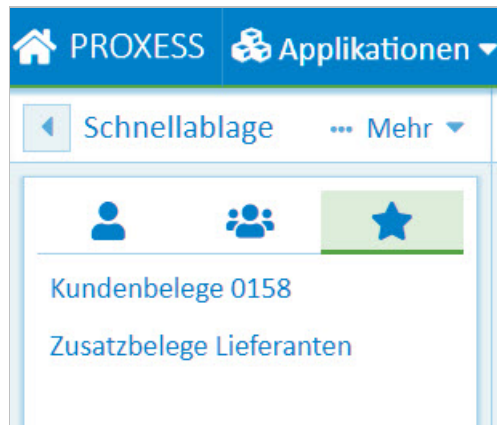 PROXESS Applikationen
Schnellablage ... Mehr
Kundenbelege 0158
Zusatzbelege Lieferanten